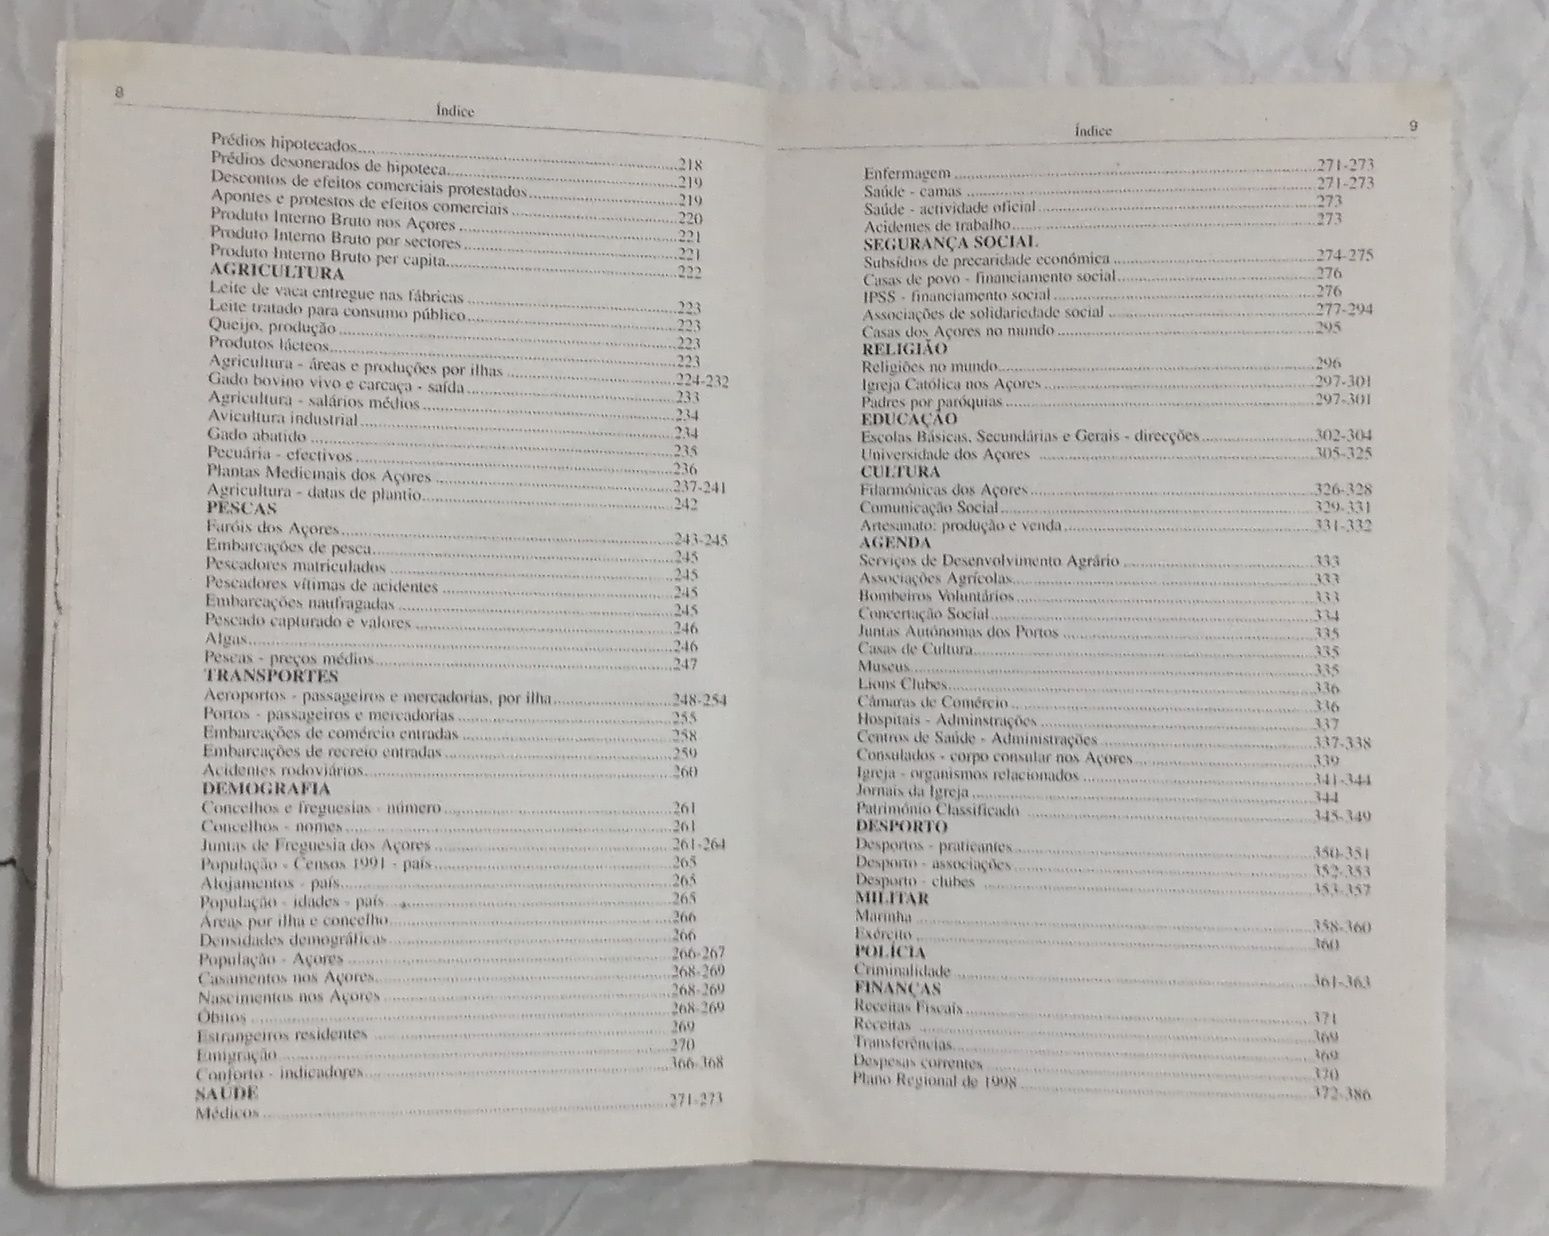 8
Índice
Prédios hipotecados....................218
Prédios desonerados de hipoteca....................219
Descontos de efeitos comerciais protestados....................219
Apontes e protestos de efeitos comerciais....................220
Produto Interno Bruto nos Açores....................221
Produto Interno Bruto por sectores....................221
Produto Interno Bruto per capita....................222
AGRICULTURA
Leite de vaca entregue nas fábricas....................223
Leite tratado para consumo público....................223
Queijo, produção....................223
Produtos lácteos....................223
Agricultura - áreas e produções por ilhas....................224-232
Gado bovino vivo e carcaça - saída....................233
Agricultura - salários médios....................234
Avicultura industrial....................234
Gado abatido....................235
Pecuária - efectivos....................236
Plantas Medicinais dos Açores....................237-241
Agricultura - datas de plantio....................242
PESCAS
Faróis dos Açores....................243-245
Embarcações de pesca....................245
Pescadores matriculados....................245
Pescadores vítimas de acidentes....................245
Embarcações naufragadas....................245
Pescado capturado e valores....................246
Algas....................246
Pescas - preços médios....................247
TRANSPORTES
Aeroportos - passageiros e mercadorias, por ilha....................248-254
Portos - passageiros e mercadorias....................255
Embarcações de comércio entradas....................258
Embarcações de recreio entradas....................259
Acidentes rodoviários....................260
DEMOGRAFIA
Concelhos e freguesias - número....................261
Concelhos - nomes....................261
Juntas de Freguesia dos Açores....................261-264
População - Censos 1991 - país....................265
Alojamentos - país....................265
População - idades - país....................265
Áreas por ilha e concelho....................266
Densidades demográficas....................266
População - Açores....................266-267
Casamentos nos Açores....................268-269
Nascimentos nos Açores....................268-269
Óbitos....................268-269
Estrangeiros residentes....................269
Emigração....................270
Conforto - indicadores....................366-368
SAÚDE
Médicos....................271-273
Índice
9
Enfermagem....................271-273
Saúde - camas....................271-273
Saúde - actividade oficial....................273
Acidentes de trabalho....................273
SEGURANÇA SOCIAL
Subsídios de precaridade económica....................274-275
Casas de povo - financiamento social....................276
IPSS - financiamento social....................276
Associações de solidariedade social....................277-294
Casas dos Açores no mundo....................295
RELIGIÃO
Religiões no mundo....................296
Igreja Católica nos Açores....................297-301
Padres por paróquias....................297-301
EDUCAÇÃO
Escolas Básicas, Secundárias e Gerais - direcções....................302-304
Universidade dos Açores....................305-325
CULTURA
Filarmónicas dos Açores....................326-328
Comunicação Social....................329-331
Artesanato: produção e venda....................331-332
AGENDA
Serviços de Desenvolvimento Agrário....................333
Associações Agrícolas....................333
Bombeiros Voluntários....................333
Concertação Social....................334
Juntas Autónomas dos Portos....................335
Casas de Cultura....................335
Museus....................335
Lions Clubes....................336
Câmaras de Comércio....................336
Hospitais - Adminstrações....................337
Centros de Saúde - Administrações....................337-338
Consulados - corpo consular nos Açores....................339
Igreja - organismos relacionados....................341-344
Jornais da Igreja....................344
Património Classificado....................345-349
DESPORTO
Desportos - praticantes....................350-351
Desporto - associações....................352-353
Desporto - clubes....................353-357
MILITAR
Marinha....................358-360
Exército....................360
POLÍCIA
Criminalidade....................361-363
FINANÇAS
Receitas Fiscais....................371
Receitas....................369
Transferências....................369
Despesas correntes....................370
Plano Regional de 1998....................372-386